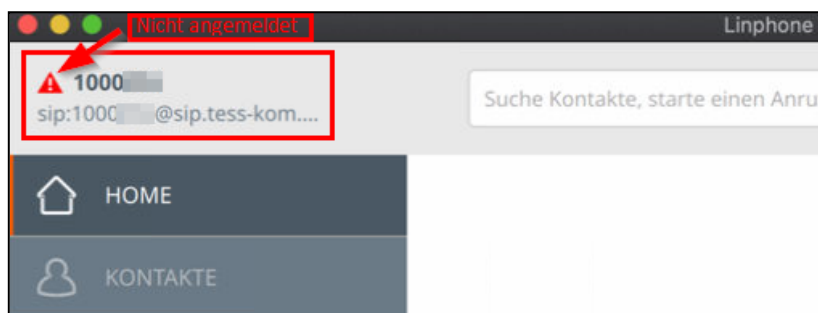 Nicht angemeldet
Linphone
1000
sip:1000 @sip.tess-kom....
Suche Kontakte, starte einen Anru
HOME
KONTAKTE